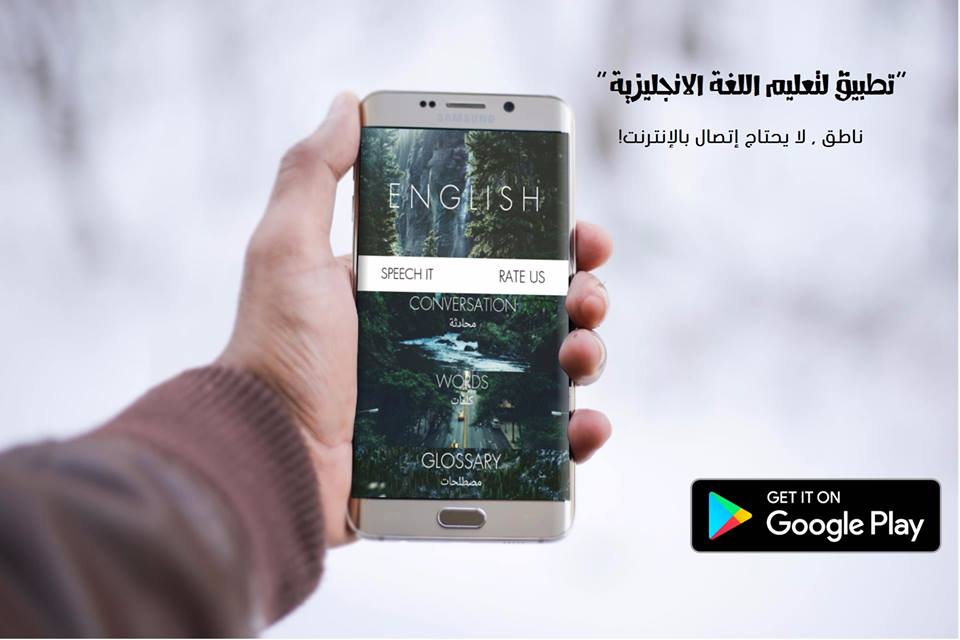 "تطبيق لتعليم اللغة الانجليزية"
ناطق , لا يحتاج إتصال بالإنترنت!
SAMSUNG
ENGLISH
SPEECH IT
RATE US
CONVERSATION
محادثة
WORDS
كلمات
GLOSSARY
مصطلحات
GET IT ON
Google Play